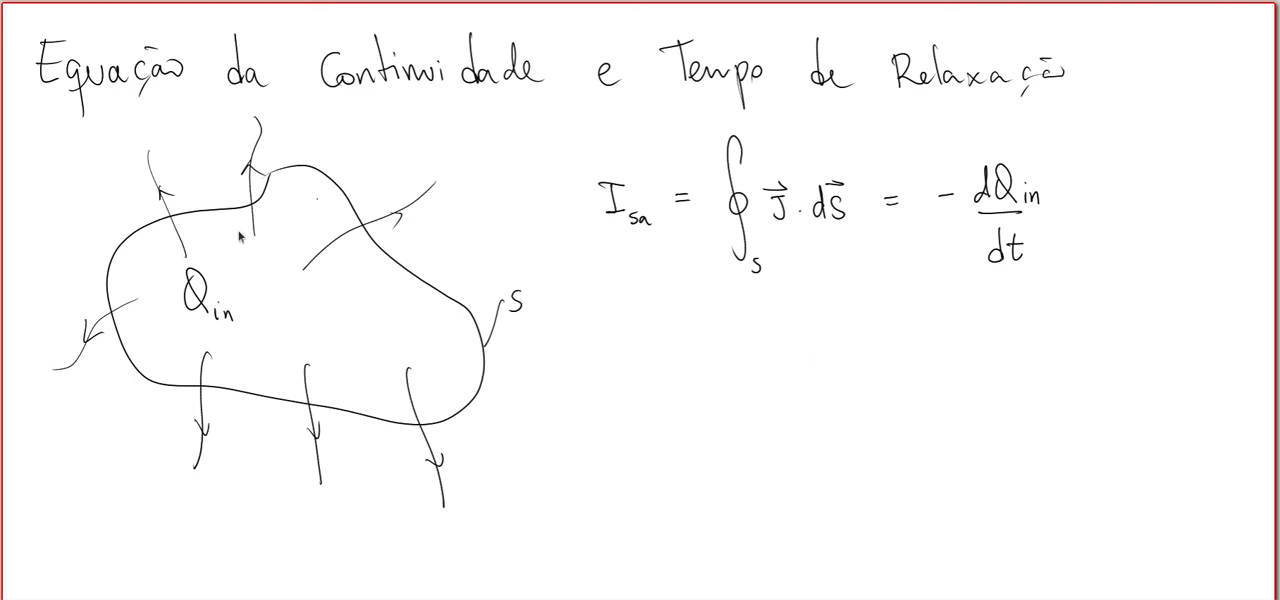 Equação da Continuidade e Tempo de Relaxação
I_sa = ∮_S J⃗ . dS⃗ = - dQ_in/dt
Q_in
S